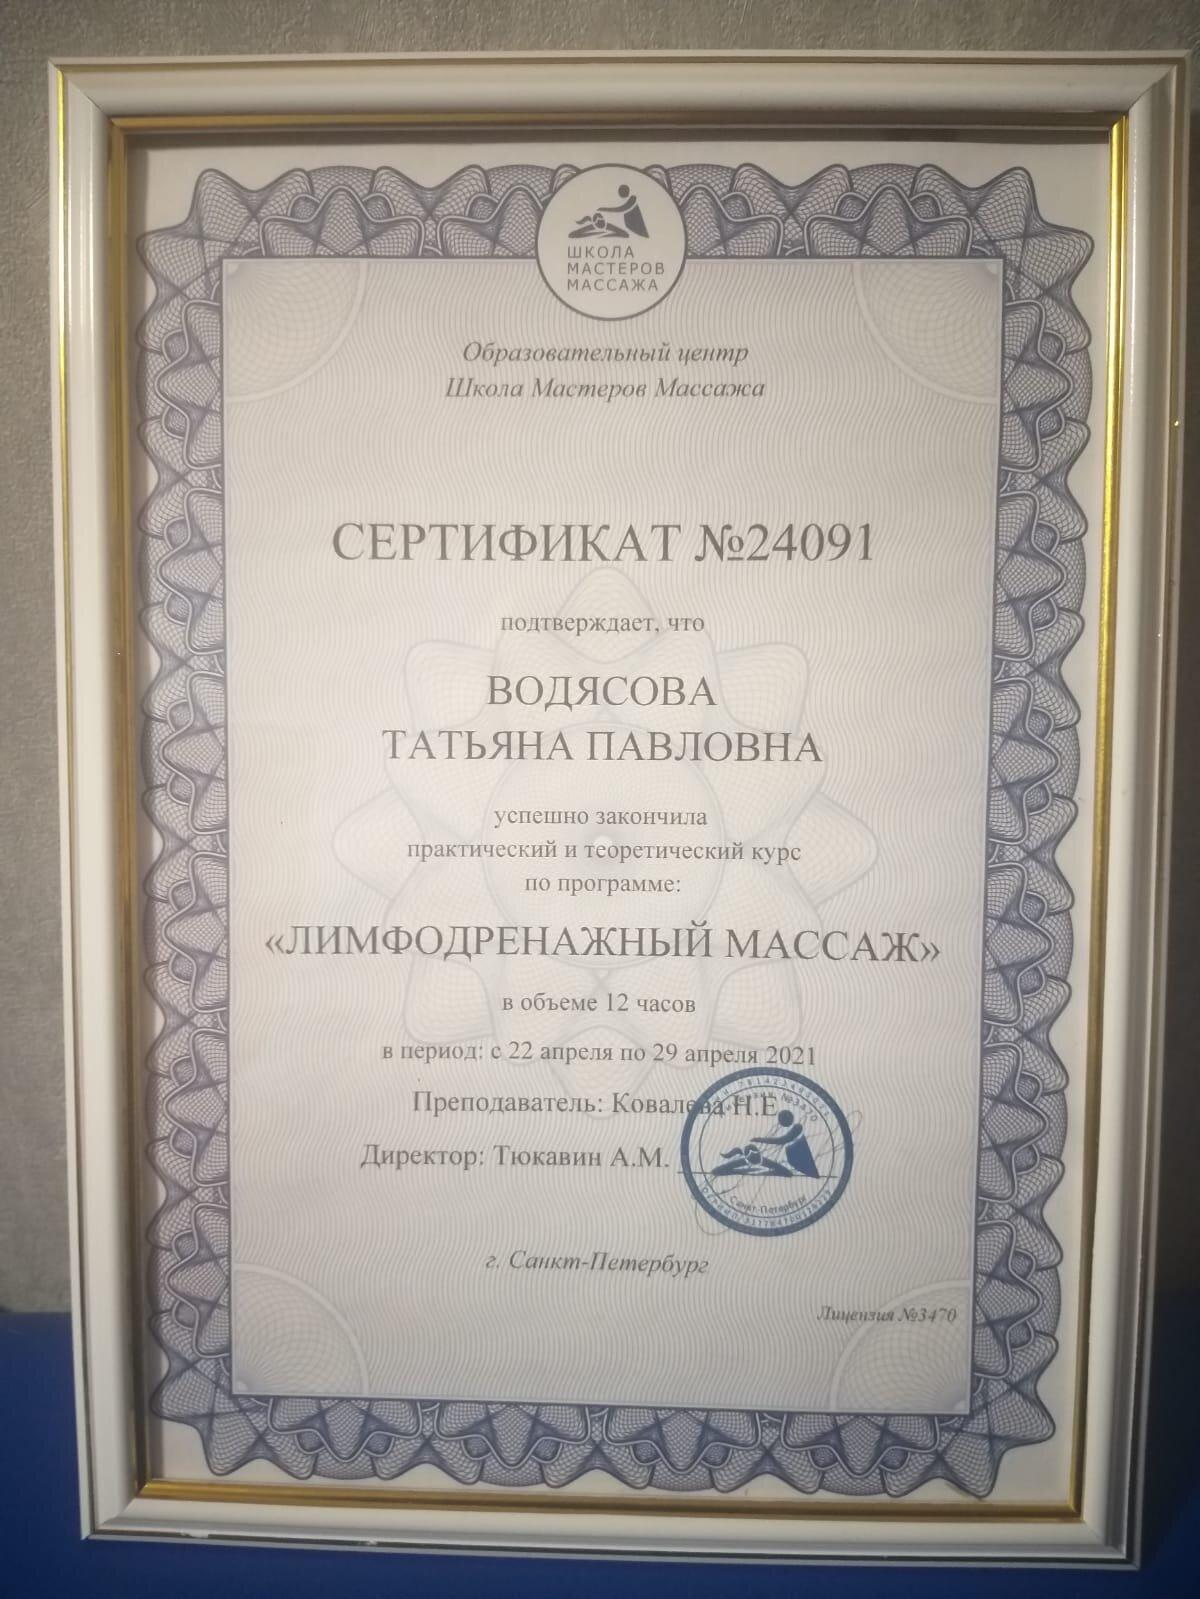 ШКОЛА
МАСТЕРОВ
МАССАЖА
Образовательный центр
Школа Мастеров Массажа
СЕРТИФИКАТ №24091
подтверждает, что
ВОДЯСОВА
ТАТЬЯНА ПАВЛОВНА
успешно закончила
практический и теоретический курс
по программе:
«ЛИМФОДРЕНАЖНЫЙ МАССАЖ»
в объеме 12 часов
в период: с 22 апреля по 29 апреля 2021
Преподаватель: Ковалева Н.Е
Директор: Тюкавин А.М.
Лицензия №3470
Санкт-Петербург
г. Санкт-Петербург
Лицензия №3470